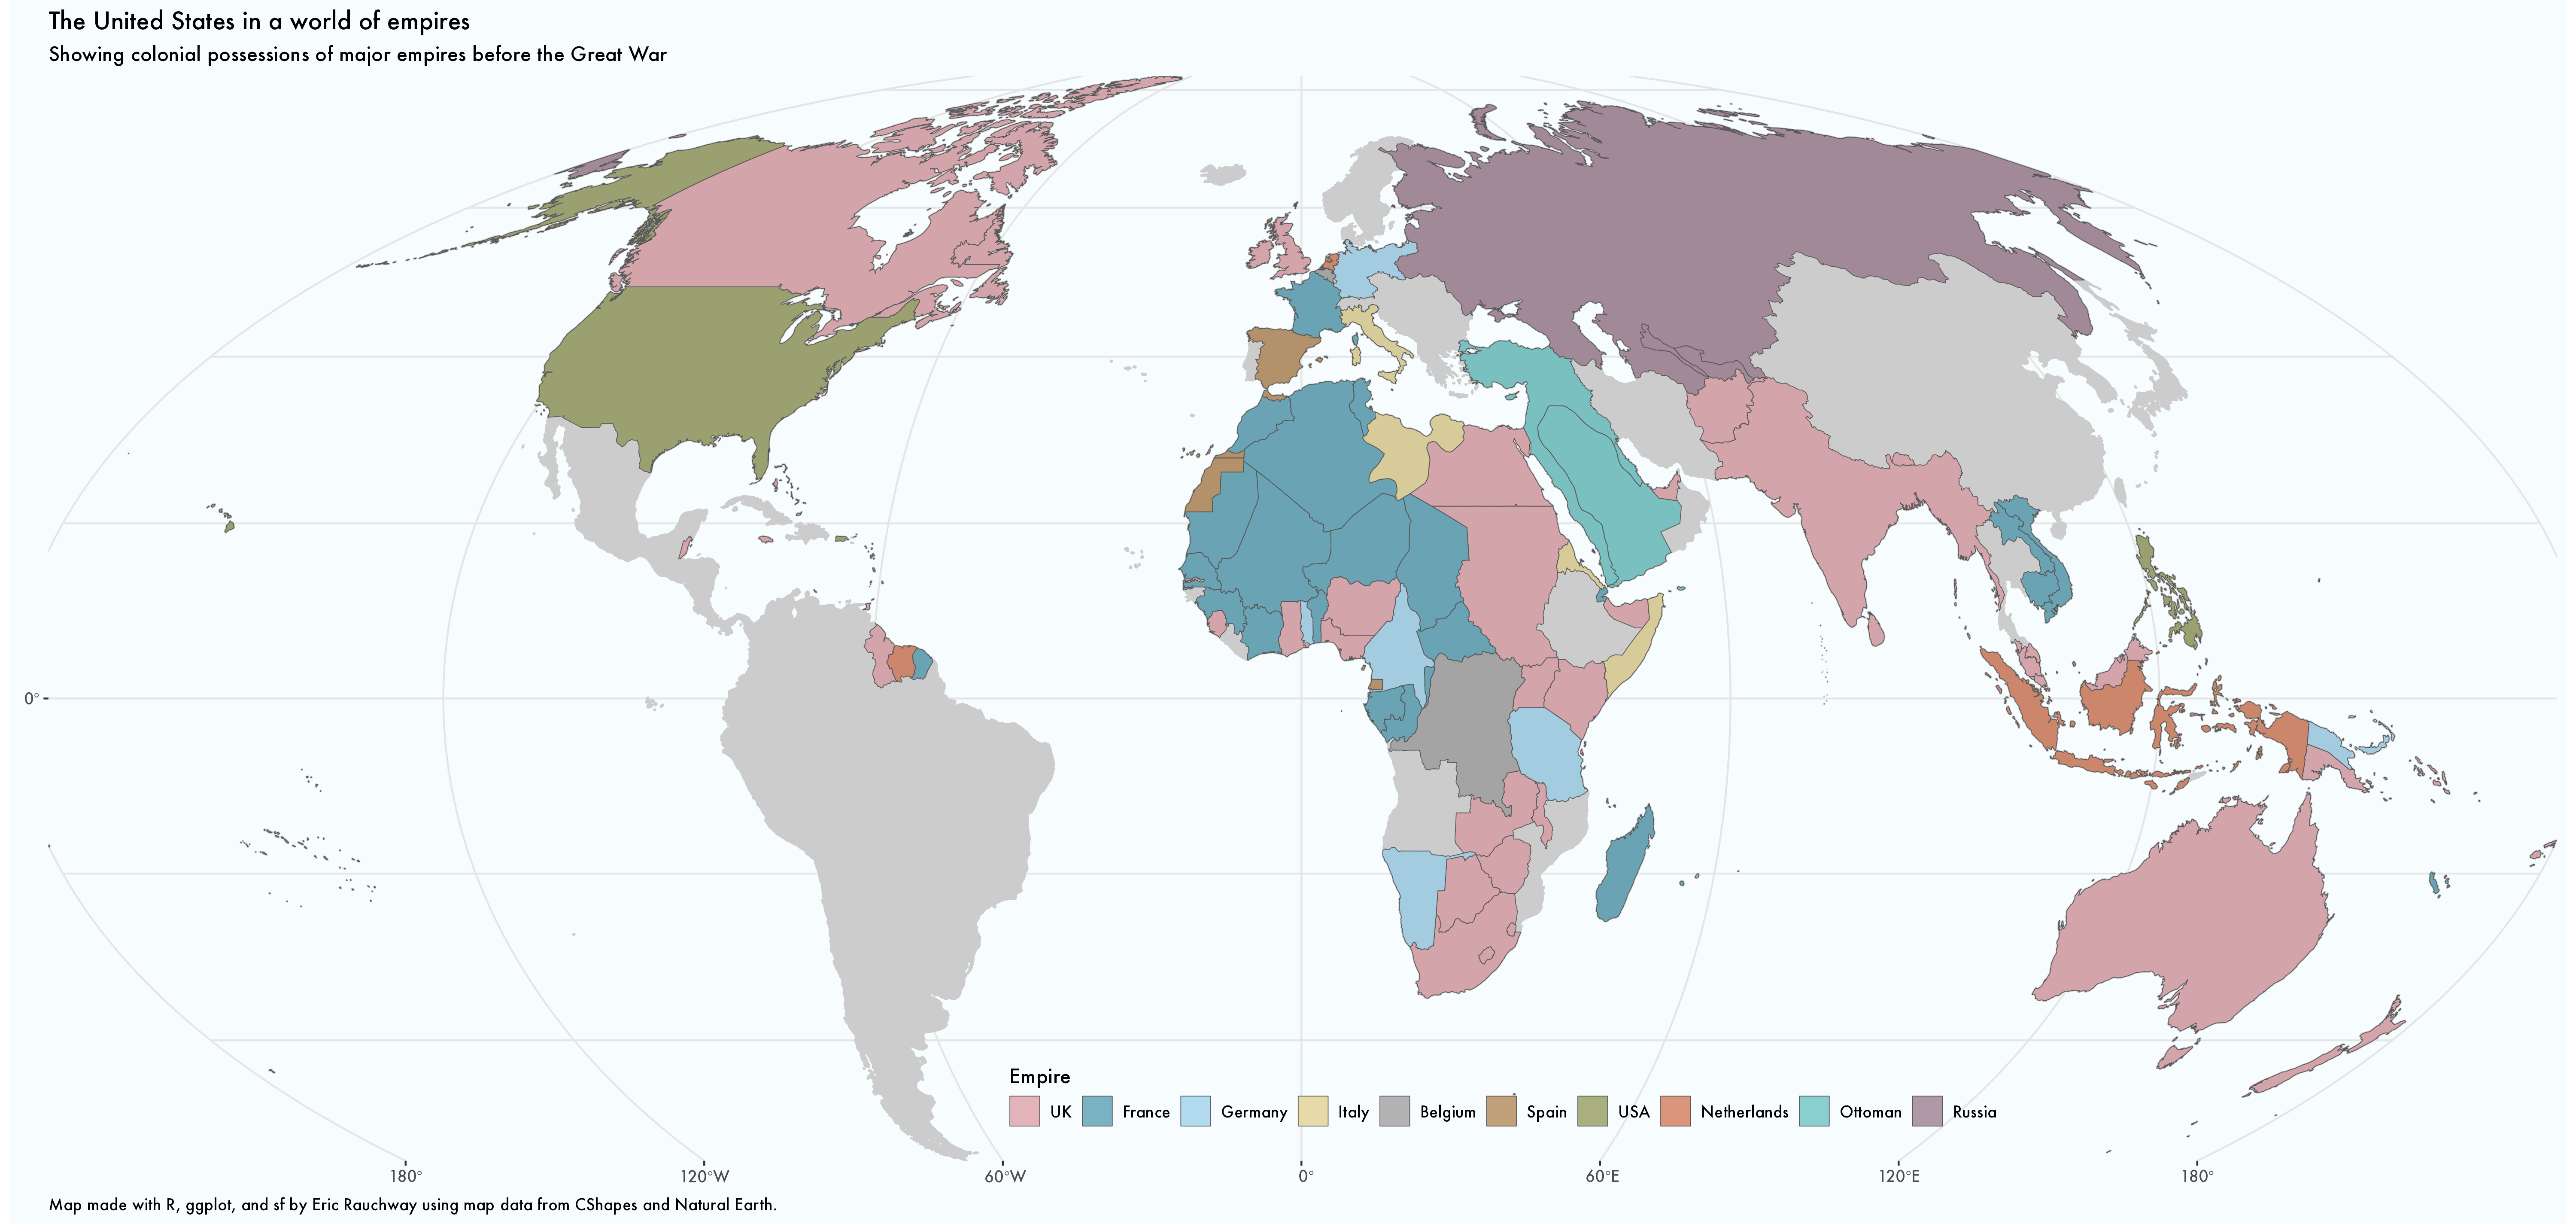 The United States in a world of empires
Showing colonial possessions of major empires before the Great War
0°
Empire
UK France Germany Italy Belgium Spain USA Netherlands Ottoman Russia
180° 120°W 60°W 0° 60°E 120°E 180°
Map made with R, ggplot, and sf by Eric Rauchway using map data from CShapes and Natural Earth.